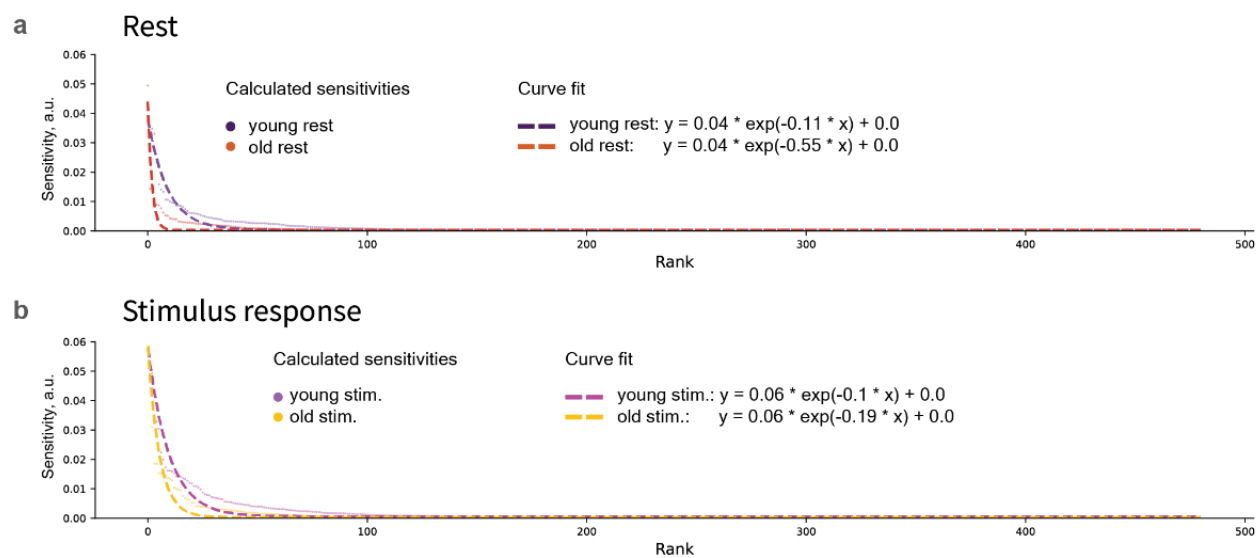 a Rest
Sensitivity, a.u.
0.06
0.05
0.04
0.03
0.02
0.01
0.00
Calculated sensitivities
young rest
old rest
Curve fit
young rest: y = 0.04 * exp(-0.11 * x) + 0.0
old rest: y = 0.04 * exp(-0.55 * x) + 0.0
0 100 200 300 400 500
Rank
b Stimulus response
Sensitivity, a.u.
0.06
0.05
0.04
0.03
0.02
0.01
0.00
Calculated sensitivities
young stim.
old stim.
Curve fit
young stim.: y = 0.06 * exp(-0.1 * x) + 0.0
old stim.: y = 0.06 * exp(-0.19 * x) + 0.0
0 100 200 300 400 500
Rank